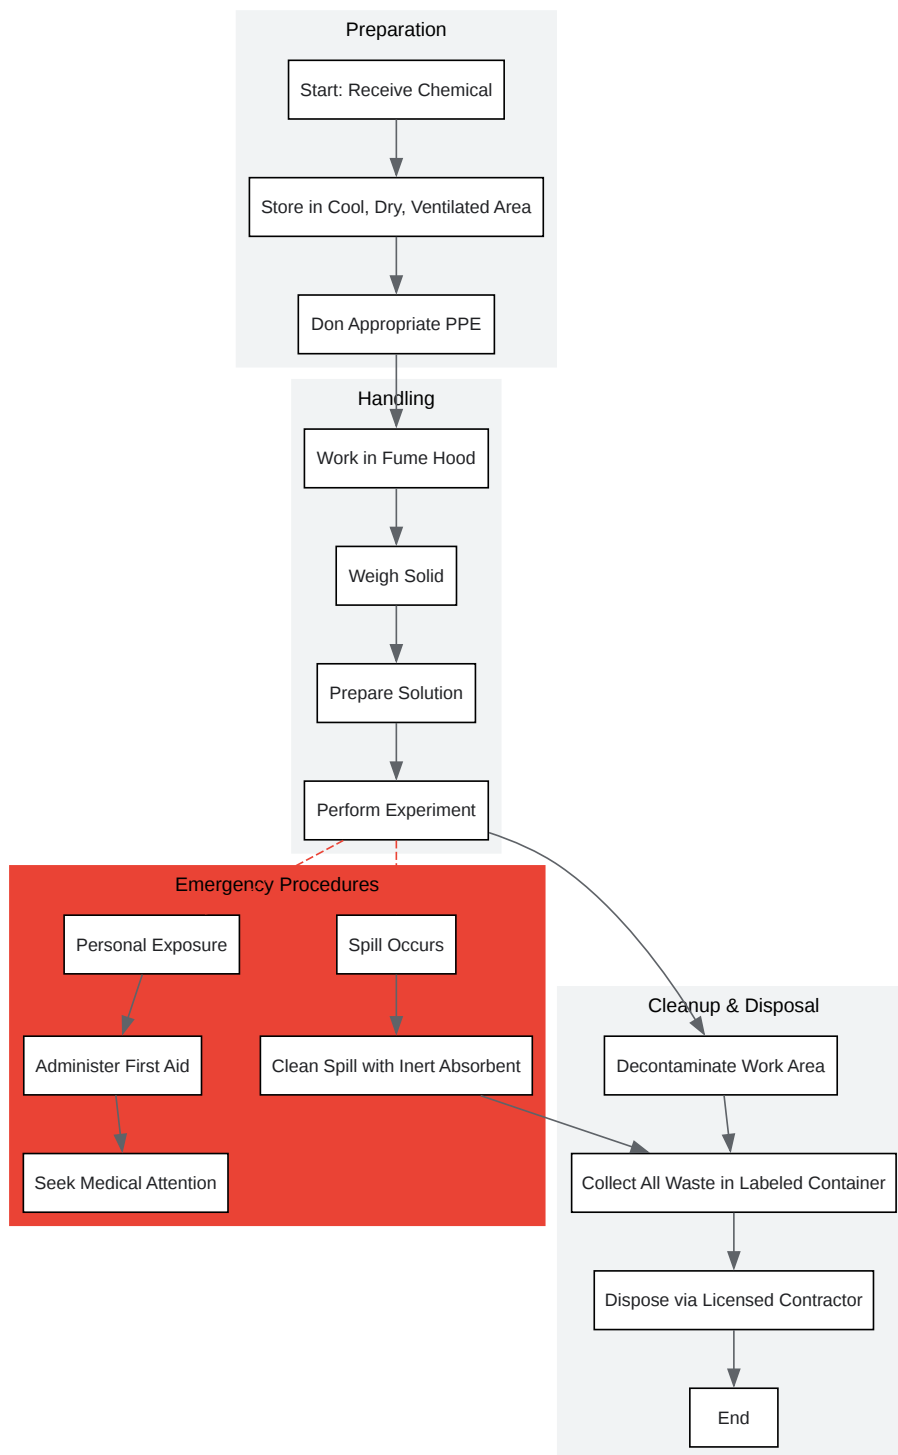 Preparation
Start: Receive Chemical
Store in Cool, Dry, Ventilated Area
Don Appropriate PPE
Handling
Work in Fume Hood
Weigh Solid
Prepare Solution
Perform Experiment
Emergency Procedures
Personal Exposure
Spill Occurs
Administer First Aid
Clean Spill with Inert Absorbent
Seek Medical Attention
Cleanup & Disposal
Decontaminate Work Area
Collect All Waste in Labeled Container
Dispose via Licensed Contractor
End